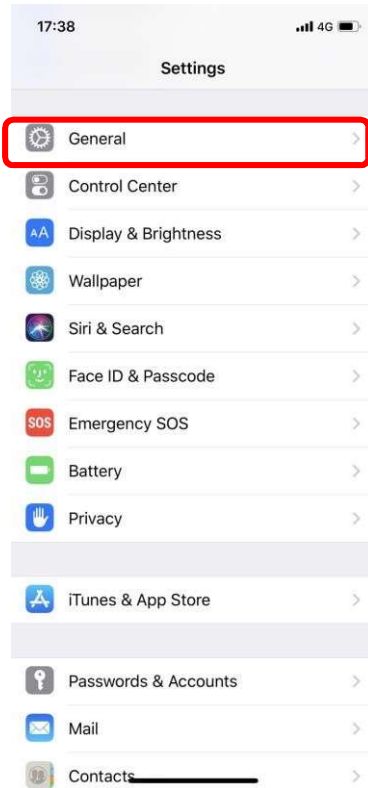 17:38
4G
Settings
General
Control Center
AA
Display & Brightness
Wallpaper
Siri & Search
Face ID & Passcode
SOS
Emergency SOS
Battery
Privacy
iTunes & App Store
Passwords & Accounts
Mail
Contacts